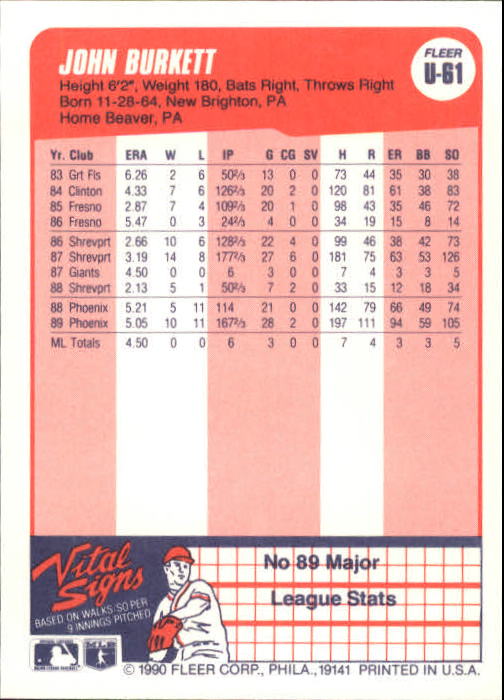 JOHN BURKETT
FLEER
U-61
Height 6'2", Weight 180, Bats Right, Throws Right
Born 11-28-64, New Brighton, PA
Home Beaver, PA
Yr. Club ERA W L IP G CG SV H R ER BB SO
83 Grt Fls 6.26 2 6 50⅔ 13 0 0 73 44 35 30 38
84 Clinton 4.33 7 6 126⅔ 20 2 0 120 81 61 38 83
85 Fresno 2.87 7 4 109⅔ 20 1 0 98 43 35 46 72
86 Fresno 5.47 0 3 24⅔ 4 0 0 34 19 15 8 14
86 Shrevprt 2.66 10 6 128⅔ 22 4 0 99 46 38 42 73
87 Shrevprt 3.19 14 8 177⅔ 27 6 0 181 75 63 53 126
87 Giants 4.50 0 0 6 3 0 0 7 4 3 3 5
88 Shrevprt 2.13 5 1 50⅔ 7 2 0 33 15 12 18 34
88 Phoenix 5.21 5 11 114 21 0 0 142 79 66 49 74
89 Phoenix 5.05 10 11 167⅔ 28 2 0 197 111 94 59 105
ML Totals 4.50 0 0 6 3 0 0 7 4 3 3 5
Vital
Signs
BASED ON WALKS/SO PER
9 INNINGS PITCHED
No 89 Major
League Stats
© 1990 FLEER CORP., PHILA., 19141 PRINTED IN U.S.A.